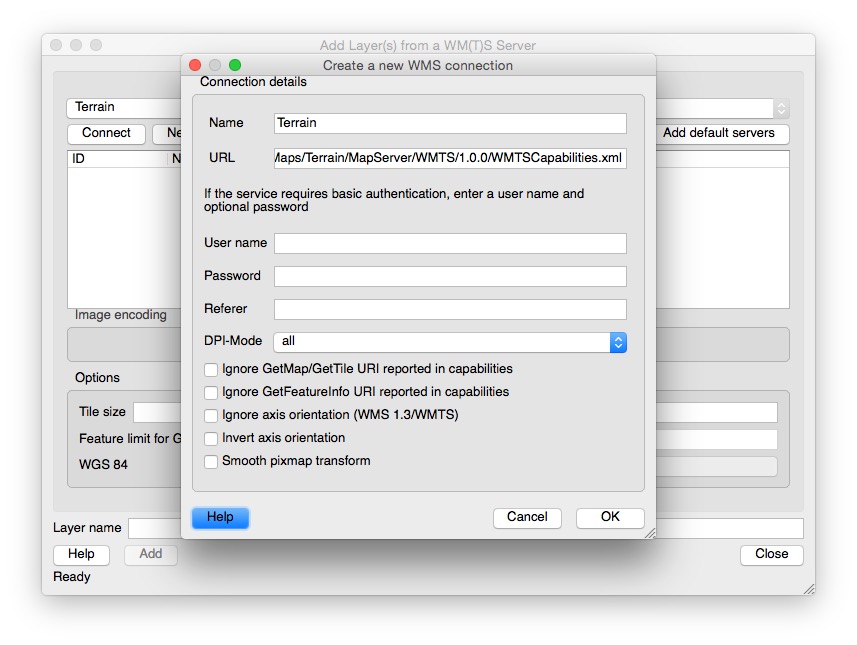 Add Layer(s) from a WM(T)S Server
Create a new WMS connection
Connection details
Terrain
Connect
Ne
Add default servers
ID
N
Name
Terrain
URL
Maps/Terrain/MapServer/WMTS/1.0.0/WMTSCapabilities.xml
If the service requires basic authentication, enter a user name and
optional password
User name
Password
Referer
DPI-Mode
all
Ignore GetMap/GetTile URI reported in capabilities
Ignore GetFeatureInfo URI reported in capabilities
Ignore axis orientation (WMS 1.3/WMTS)
Invert axis orientation
Smooth pixmap transform
Help
Cancel
OK
Image encoding
Options
Tile size
Feature limit for G
WGS 84
Layer name
Help
Add
Close
Ready